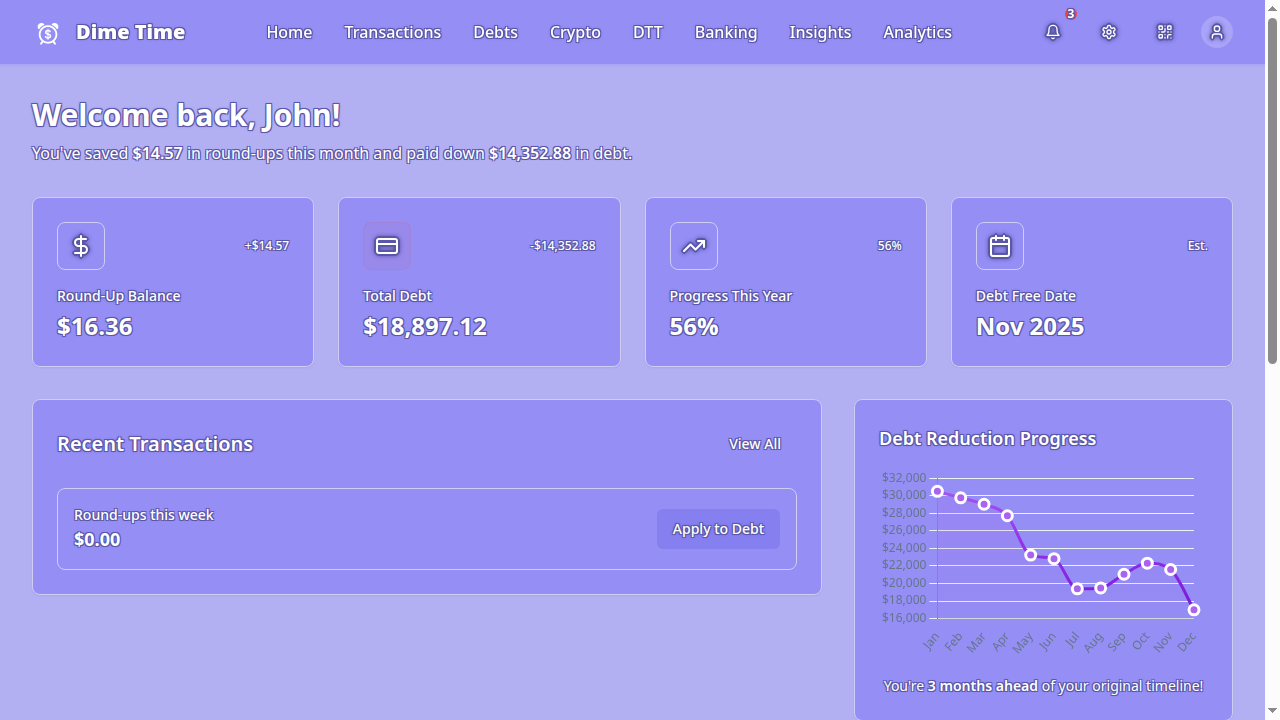 Dime Time
Home Transactions Debts Crypto DTT Banking Insights Analytics
3
Welcome back, John!
You've saved $14.57 in round-ups this month and paid down $14,352.88 in debt.
+$14.57
Round-Up Balance
$16.36
-$14,352.88
Total Debt
$18,897.12
56%
Progress This Year
56%
Est.
Debt Free Date
Nov 2025
Recent Transactions
View All
Round-ups this week
$0.00
Apply to Debt
Debt Reduction Progress
$32,000
$30,000
$28,000
$26,000
$24,000
$22,000
$20,000
$18,000
$16,000
Jan Feb Mar Apr May Jun Jul Aug Sep Oct Nov Dec
You're 3 months ahead of your original timeline!